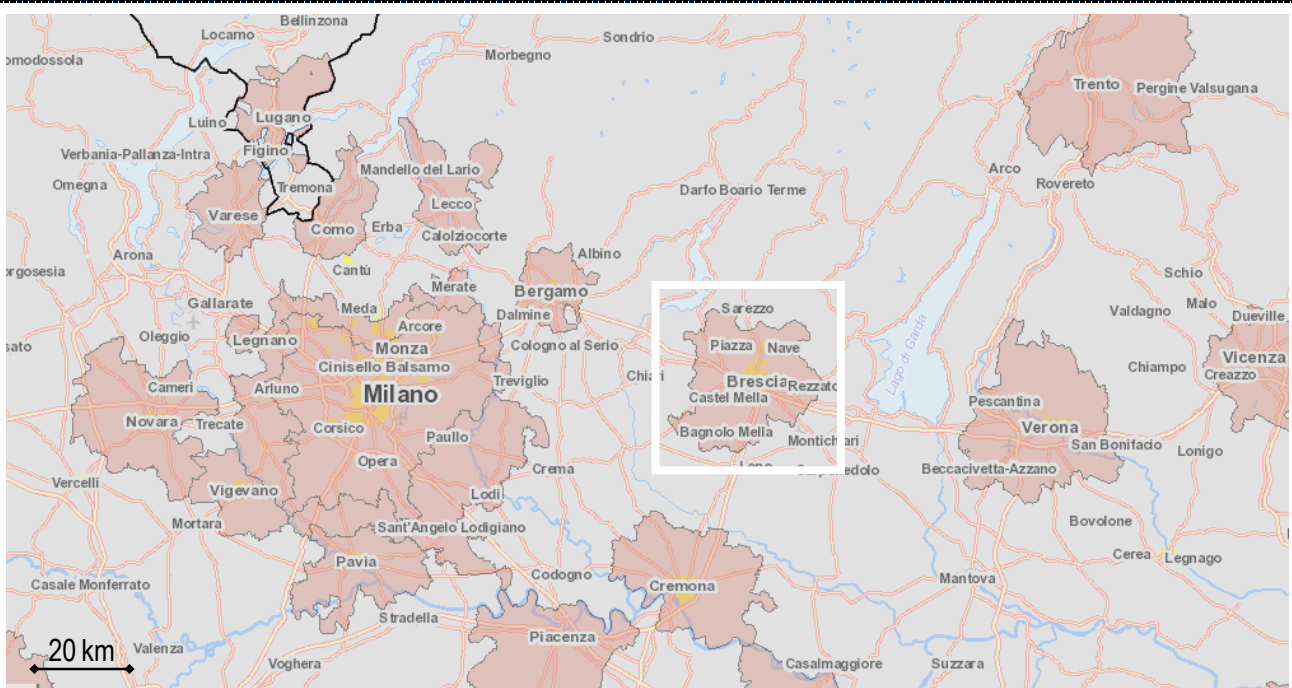 Bellinzona
Locarno
Sondrio
omodossola
Morbegno
Trento
Pergine Valsugana
Lugano
Luino
Figino
Verbania-Pallanza-Intra
Mandello del Lario
Arco
Omegna
Tremona
Darfo Boario Terme
Rovereto
Lecco
Varese
Como
Erba
Calolziocorte
Arona
Albino
orgosesia
Cantù
Schio
Merate
Bergamo
Gallarate
Meda
Sarezzo
Malo
Valdagno
Dalmine
Dueville
Arcore
Oleggio
Legnano
Cologno al Serio
Piazza
Nave
sato
Monza
Lago di Garda
Vicenza
Cinisello Balsamo
Chiampo
Creazzo
Chiari
Treviglio
Brescia
Rezzato
Cameri
Arluno
Milano
Castel Mella
Pescantina
Novara
Trecate
Corsico
Verona
Bagnolo Mella
Paullo
Montichiari
San Bonifacio
Lonigo
Opera
Leno
Crema
Carpenedolo
Beccacivetta-Azzano
Vercelli
Vigevano
Lodi
Mortara
Sant'Angelo Lodigiano
Bovolone
Cerea
Legnago
Pavia
Codogno
Mantova
Casale Monferrato
Cremona
Stradella
Piacenza
20 km
Valenza
Voghera
Casalmaggiore
Suzzara